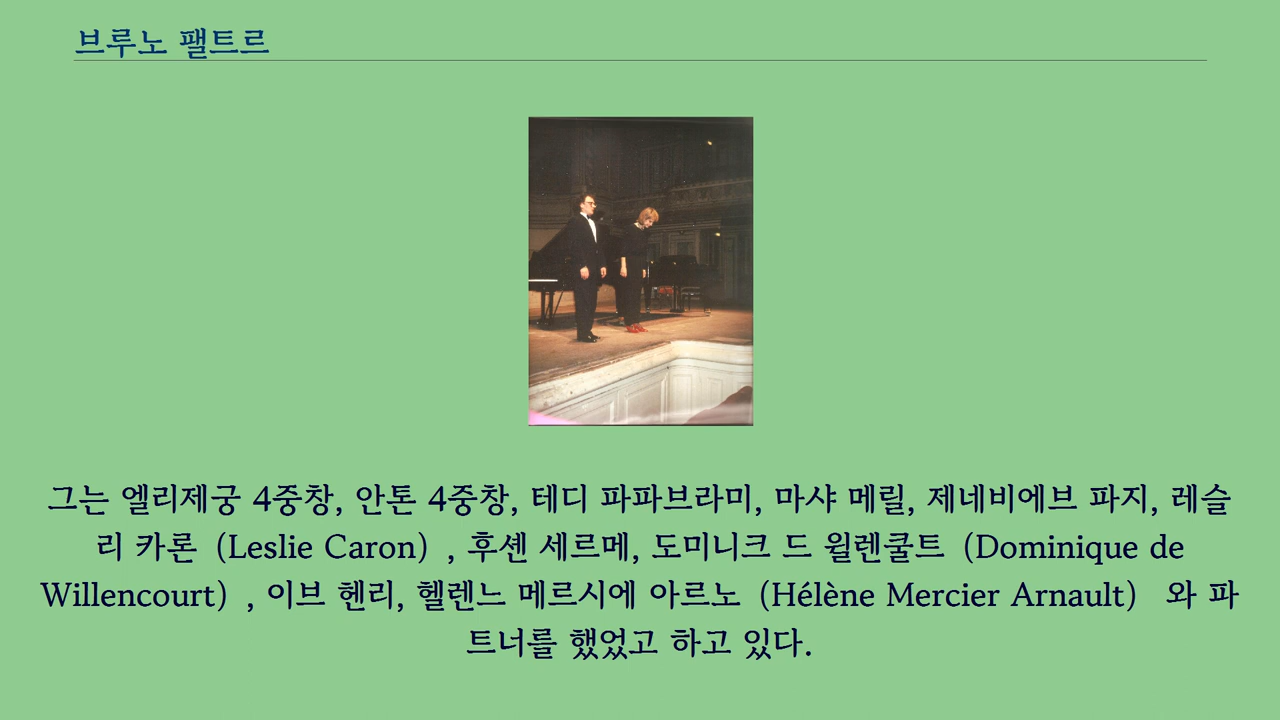 브루노 팰트르
그는 엘리제궁 4중창, 안톤 4중창, 테디 파파브라미, 마샤 메릴, 제네비에브 파지, 레슬
리 카론 (Leslie Caron) , 후셴 세르메, 도미니크 드 윌렌쿨트 (Dominique de
Willencourt) , 이브 헨리, 헬렌느 메르시에 아르노 (Hélène Mercier Arnault) 와 파
트너를 했었고 하고 있다.